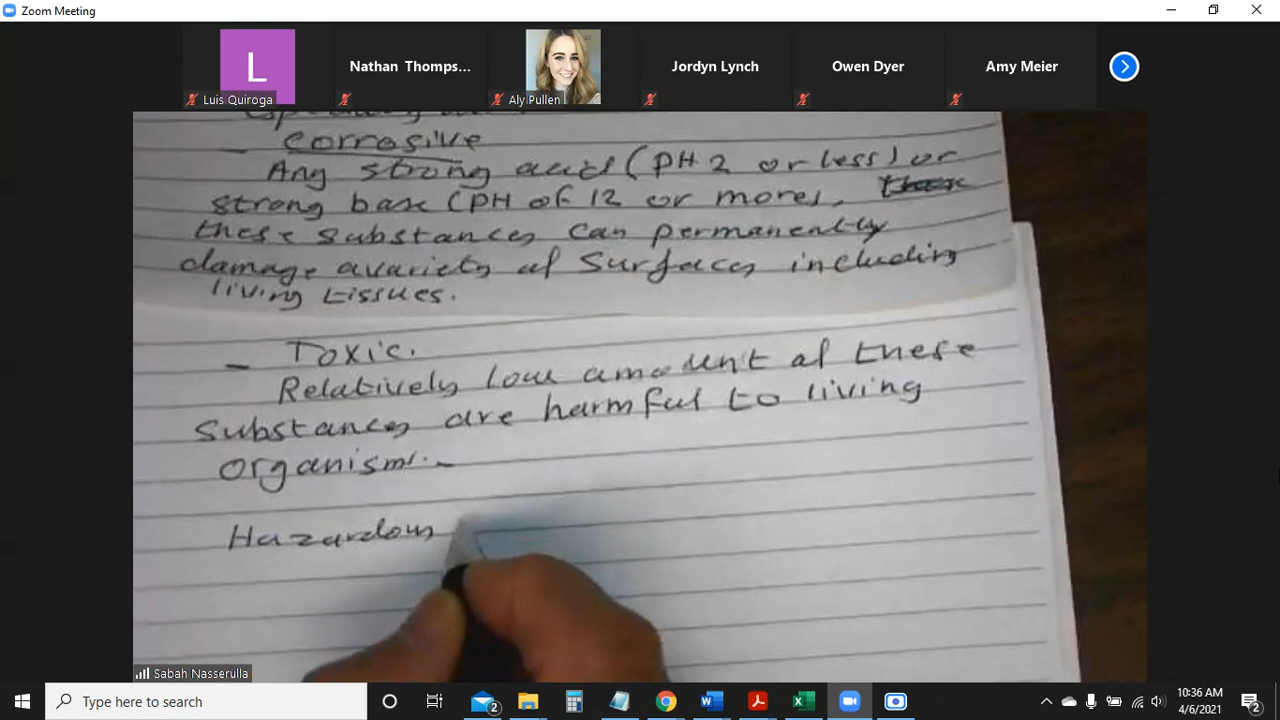 Zoom Meeting
L
Luis Quiroga
Nathan Thomps...
Aly Pullen
Jordyn Lynch
Owen Dyer
Amy Meier
- Corrosive
Any strong acid (PH 2 or less) or
strong base (PH of 12 or more),
these substances can permanently
damage avariety of Surfaces including
living tissues.
- Toxic.
Relatively low amount of these
Substances are harmful to living
organisms.
Hazardous
Sabah Nasserulla
Type here to search
2
10:36 AM
4/6/2021
2